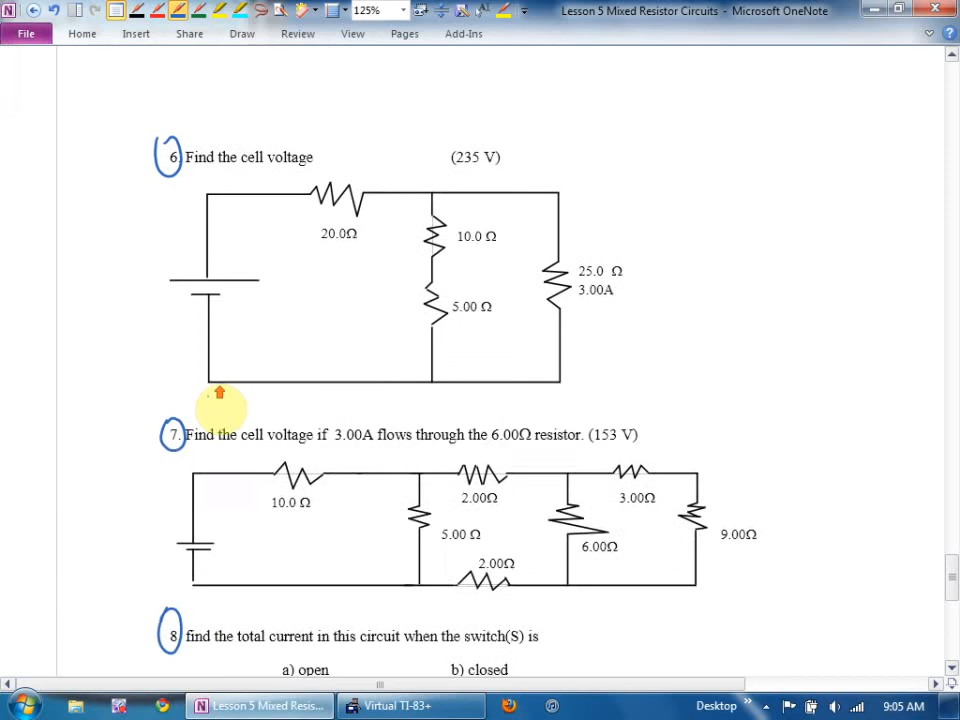 125%
Lesson 5 Mixed Resistor Circuits - Microsoft OneNote
File Home Insert Share Draw Review View Pages Add-Ins
6. Find the cell voltage (235 V)
20.0Ω
10.0 Ω
25.0 Ω
3.00A
5.00 Ω
7. Find the cell voltage if 3.00A flows through the 6.00Ω resistor. (153 V)
10.0 Ω
2.00Ω
3.00Ω
5.00 Ω
6.00Ω
9.00Ω
2.00Ω
8. find the total current in this circuit when the switch(S) is
a) open b) closed
Lesson 5 Mixed Resis... Virtual TI-83+ Desktop 9:05 AM